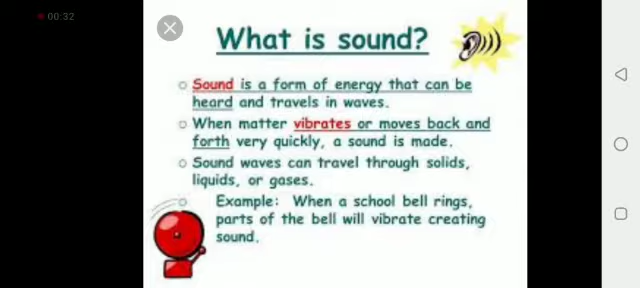 00:32
What is sound?
Sound is a form of energy that can be
heard and travels in waves.
When matter vibrates or moves back and
forth very quickly, a sound is made.
Sound waves can travel through solids,
liquids, or gases.
Example: When a school bell rings,
parts of the bell will vibrate creating
sound.